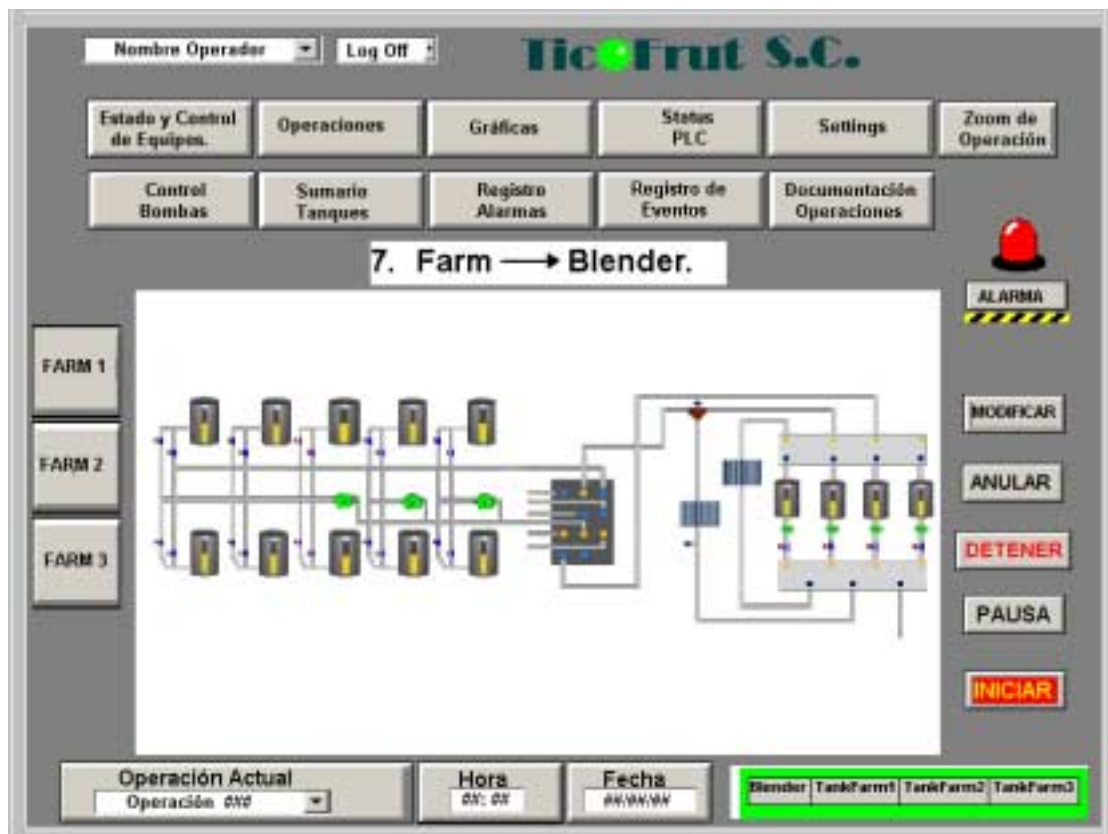 Nombre Operador
Log Off
TicoFrut S.C.
Estado y Control
de Equipos.
Operaciones
Gráficas
Status
PLC
Settings
Zoom de
Operación
Control
Bombas
Sumario
Tanques
Registro
Alarmas
Registro de
Eventos
Documentación
Operaciones
7. Farm → Blender.
ALARMA
FARM 1
FARM 2
FARM 3
MODIFICAR
ANULAR
DETENER
PAUSA
INICIAR
Operación Actual
Operación #X#
Hora
#X: #X
Fecha
##/##/##
Blender TankFarm1 TankFarm2 TankFarm3